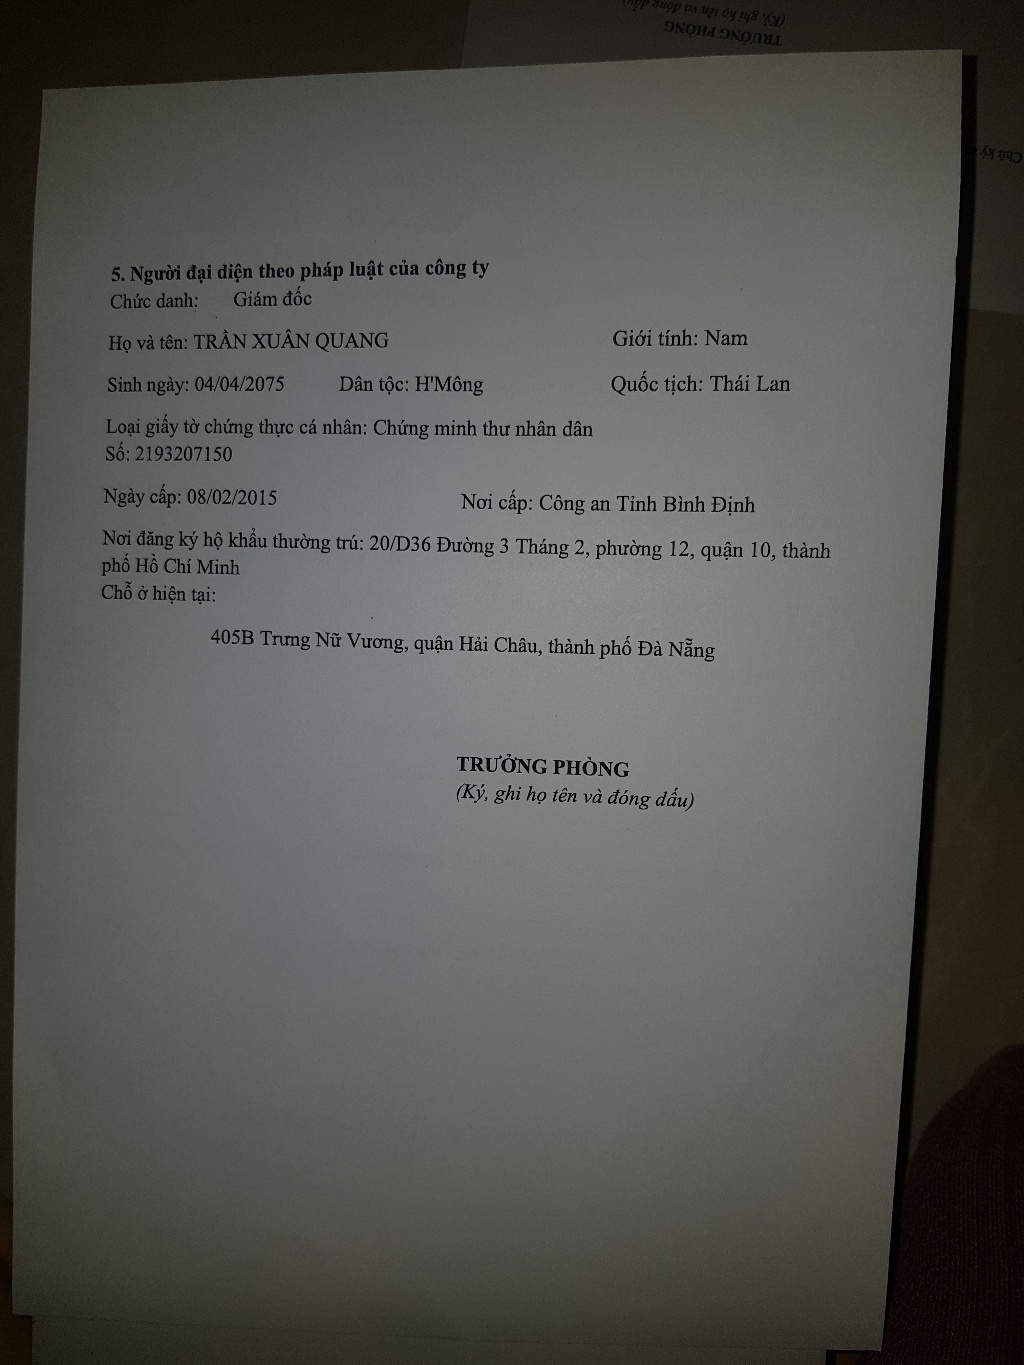 5. Người đại diện theo pháp luật của công ty
Chức danh: Giám đốc
Họ và tên: TRẦN XUÂN QUANG Giới tính: Nam
Sinh ngày: 04/04/2075 Dân tộc: H'Mông Quốc tịch: Thái Lan
Loại giấy tờ chứng thực cá nhân: Chứng minh thư nhân dân
Số: 2193207150
Ngày cấp: 08/02/2015 Nơi cấp: Công an Tỉnh Bình Định
Nơi đăng ký hộ khẩu thường trú: 20/D36 Đường 3 Tháng 2, phường 12, quận 10, thành
phố Hồ Chí Minh
Chỗ ở hiện tại:
405B Trưng Nữ Vương, quận Hải Châu, thành phố Đà Nẵng
TRƯỞNG PHÒNG
(Ký, ghi họ tên và đóng dấu)
TRƯỞNG PHÒNG
(Ký, ghi họ tên và đóng dấu)
Chữ ký